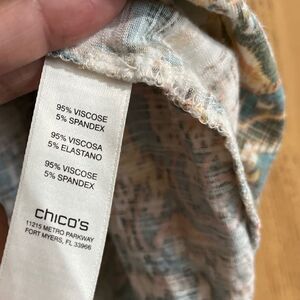 95% VISCOSE
5% SPANDEX
95% VISCOSA
5% ELASTANO
95% VISCOSE
5% SPANDEX
chico's
11215 METRO PARKWAY
FORT MYERS, FL 33966